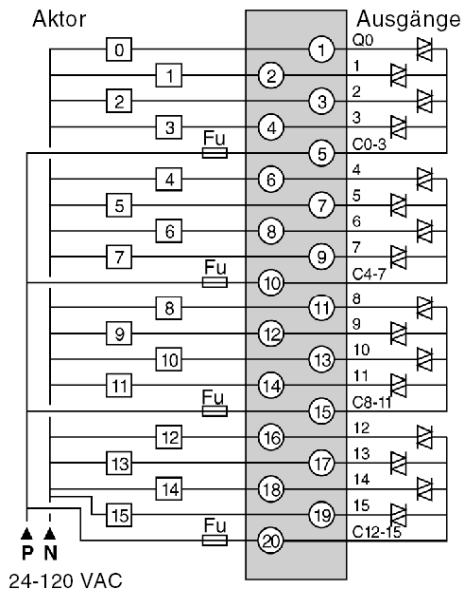 Aktor Ausgänge
0 1 Q0
1 2 1
2 3 2
3 4 3
Fu 5 C0-3
4 6 4
5 7 5
6 8 6
7 9 7
Fu 10 C4-7
8 11 8
9 12 9
10 13 10
11 14 11
Fu 15 C8-11
12 16 12
13 17 13
14 18 14
15 19 15
Fu 20 C12-15
P N
24-120 VAC